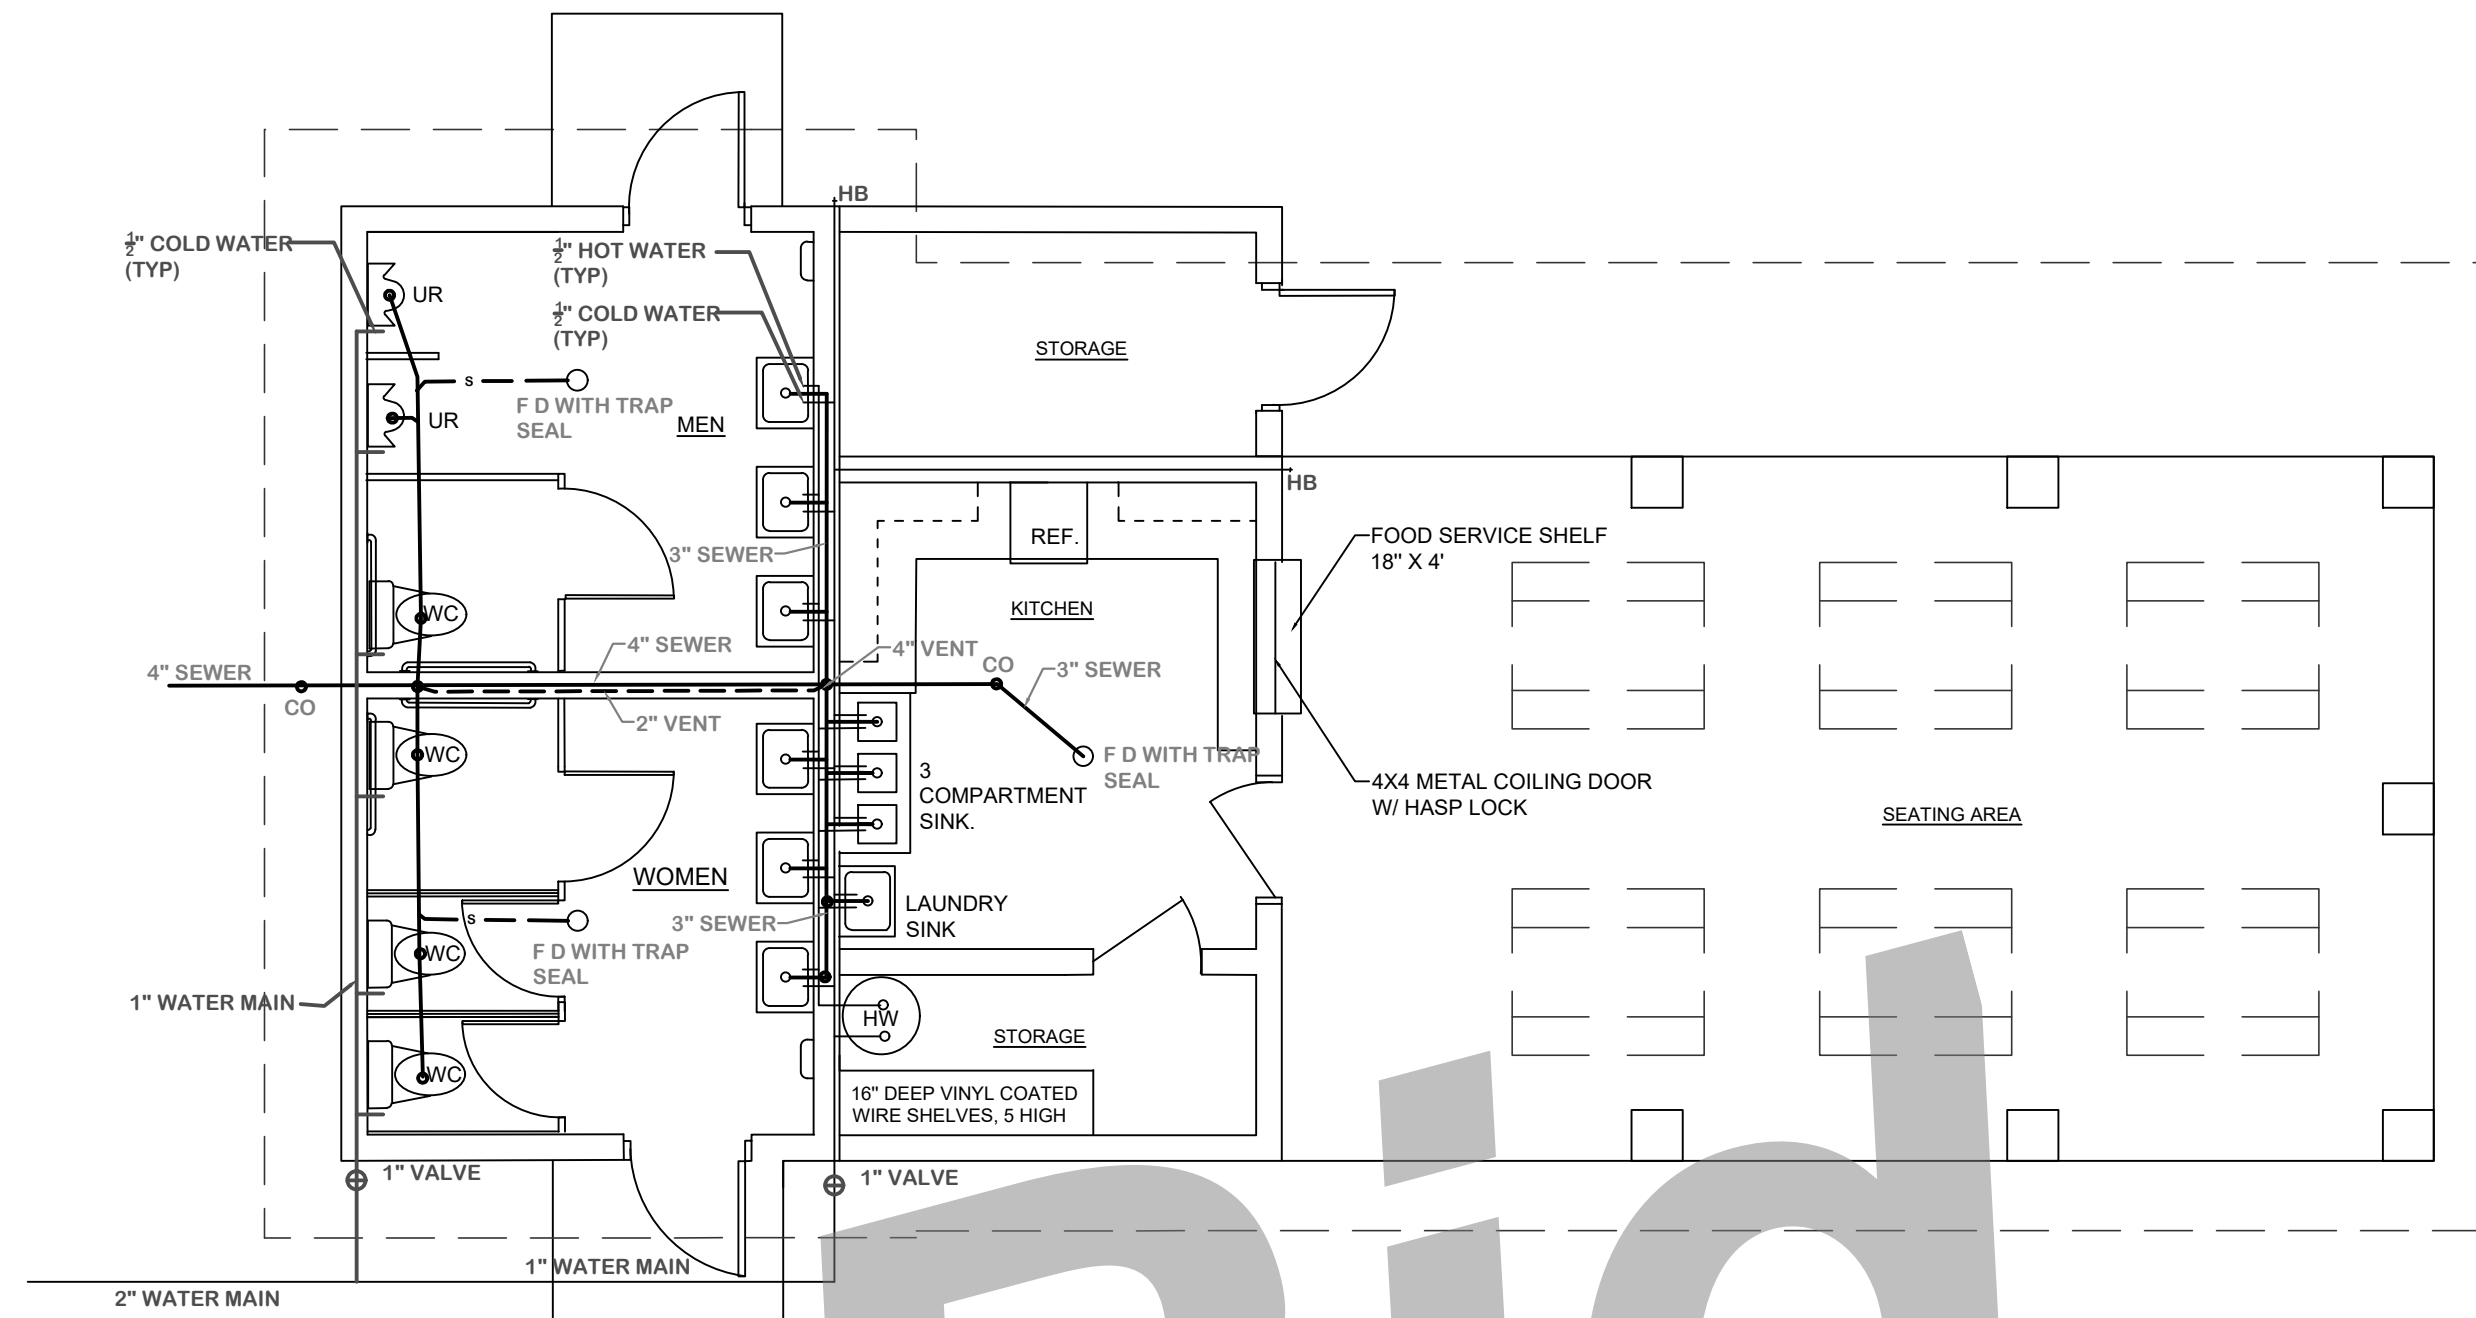 HB
½" COLD WATER
(TYP)
½" HOT WATER
(TYP)
½" COLD WATER
(TYP)
UR
STORAGE
s
F D WITH TRAP
SEAL
UR
MEN
HB
REF.
FOOD SERVICE SHELF
18" X 4'
3" SEWER
KITCHEN
WC
4" SEWER
4" VENT
CO
3" SEWER
4" SEWER
CO
2" VENT
WC
F D WITH TRAP
SEAL
3
COMPARTMENT
SINK.
4X4 METAL COILING DOOR
W/ HASP LOCK
SEATING AREA
WOMEN
LAUNDRY
SINK
s
3" SEWER
F D WITH TRAP
SEAL
WC
1" WATER MAIN
HW
STORAGE
WC
16" DEEP VINYL COATED
WIRE SHELVES, 5 HIGH
1" VALVE
1" VALVE
1" WATER MAIN
2" WATER MAIN